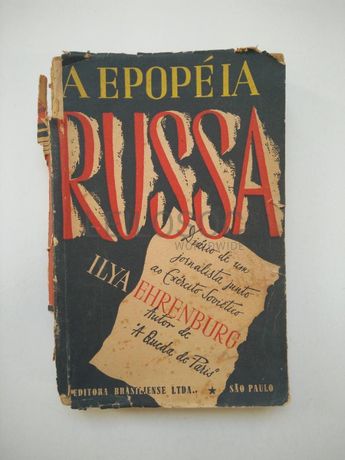 A EPOPÉIA
RUSSA
WORLDWIDE
Diário de um
jornalista junto
ao Exército Soviético
ILYA EHRENBURG
Autor de
"A Queda de Paris"
EDITORA BRASILIENSE LTDA.. ★ SÃO PAULO